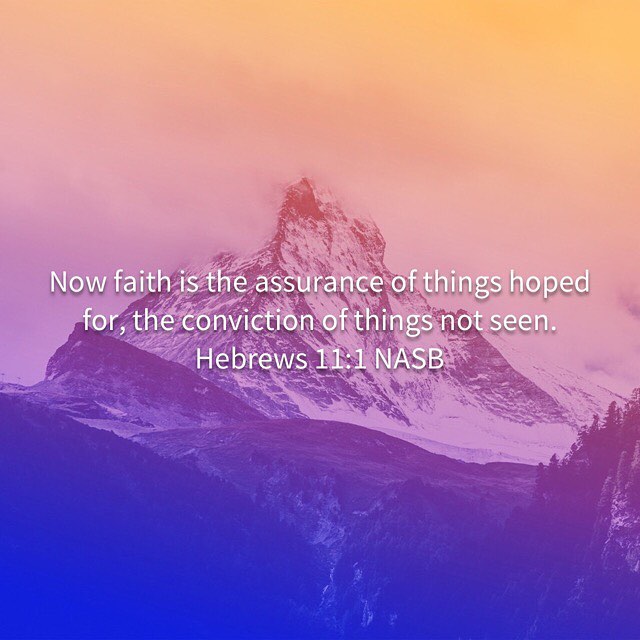 Now faith is the assurance of things hoped
for, the conviction of things not seen.
Hebrews 11:1 NASB